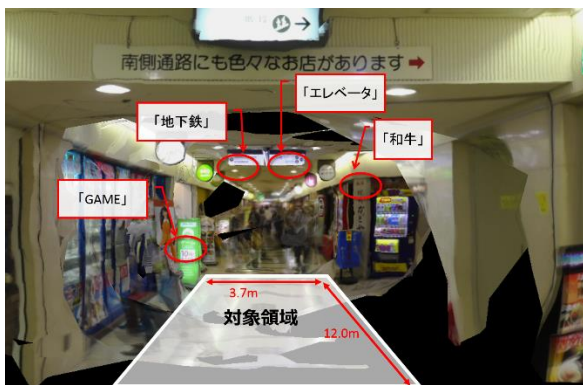 南側通路にも色々なお店があります➡
「エレベータ」
「地下鉄」
「和牛」
「GAME」
3.7m
対象領域
12.0m